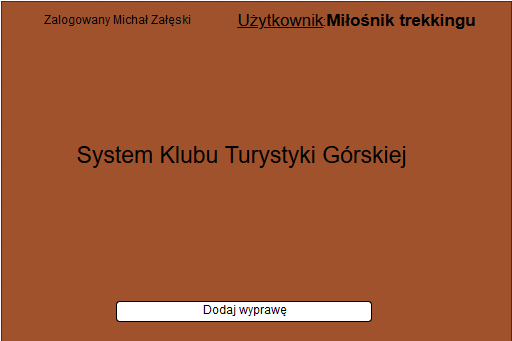 Zalogowany Michał Załęski
Użytkownik:Miłośnik trekkingu
System Klubu Turystyki Górskiej
Dodaj wyprawę